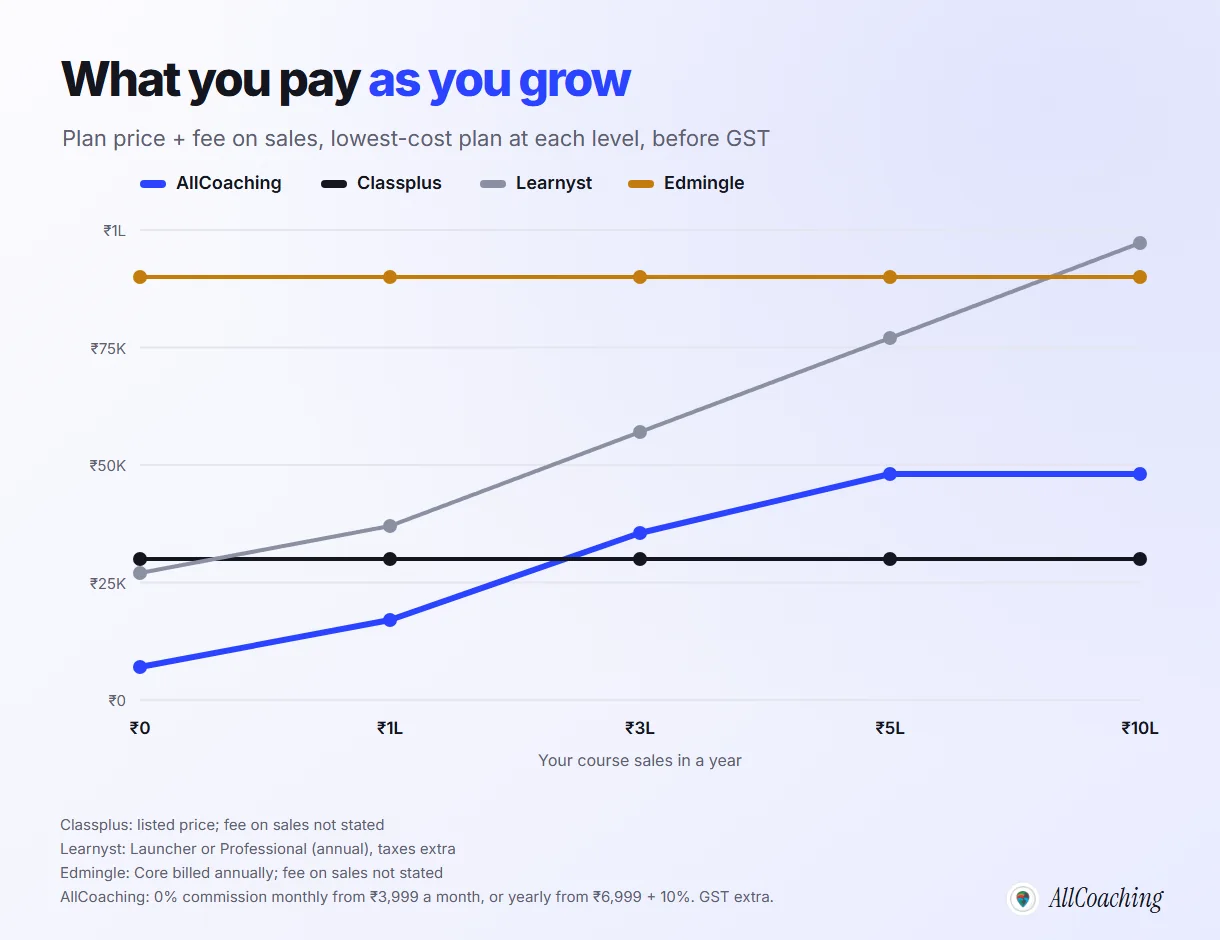 What you pay as you grow
Plan price + fee on sales, lowest-cost plan at each level, before GST
AllCoaching Classplus Learnyst Edmingle
₹1L
₹75K
₹50K
₹25K
₹0
₹0 ₹1L ₹3L ₹5L ₹10L
Your course sales in a year
Classplus: listed price; fee on sales not stated
Learnyst: Launcher or Professional (annual), taxes extra
Edmingle: Core billed annually; fee on sales not stated
AllCoaching: 0% commission monthly from ₹3,999 a month, or yearly from ₹6,999 + 10%. GST extra.
AllCoaching